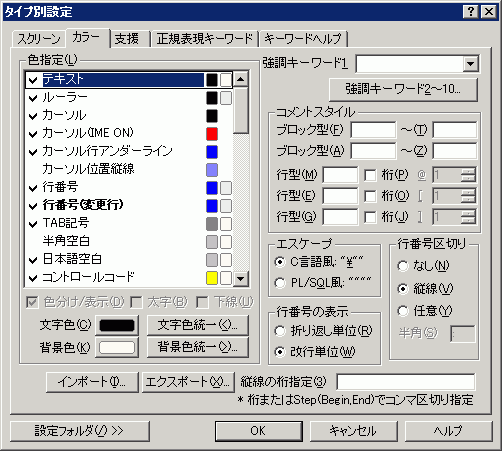 タイプ別設定
スクリーン カラー 支援 正規表現キーワード キーワードヘルプ
色指定(L)
テキスト
ルーラー
カーソル
カーソル(IME ON)
カーソル行アンダーライン
カーソル位置縦線
行番号
行番号(変更行)
TAB記号
半角空白
日本語空白
コントロールコード
色分け/表示(D) 太字(B) 下線(U)
文字色(C) 文字色統一(<)...
背景色(K) 背景色統一(>)...
インポート(I)... エクスポート(X)...
強調キーワード1
強調キーワード2～10...
コメントスタイル
ブロック型(F) ～(T)
ブロック型(A) ～(Z)
行型(M) 桁(P) @ 1
行型(E) 桁(O) [ 1
行型(G) 桁(J) ] 1
エスケープ
C言語風: "¥""
PL/SQL風: """"
行番号の表示
折り返し単位(R)
改行単位(W)
行番号区切り
なし(N)
縦線(V)
任意(Y)
半角(S) :
縦線の桁指定(3)
* 桁またはStep(Begin,End)でコンマ区切り指定
設定フォルダ(/) >> OK キャンセル ヘルプ